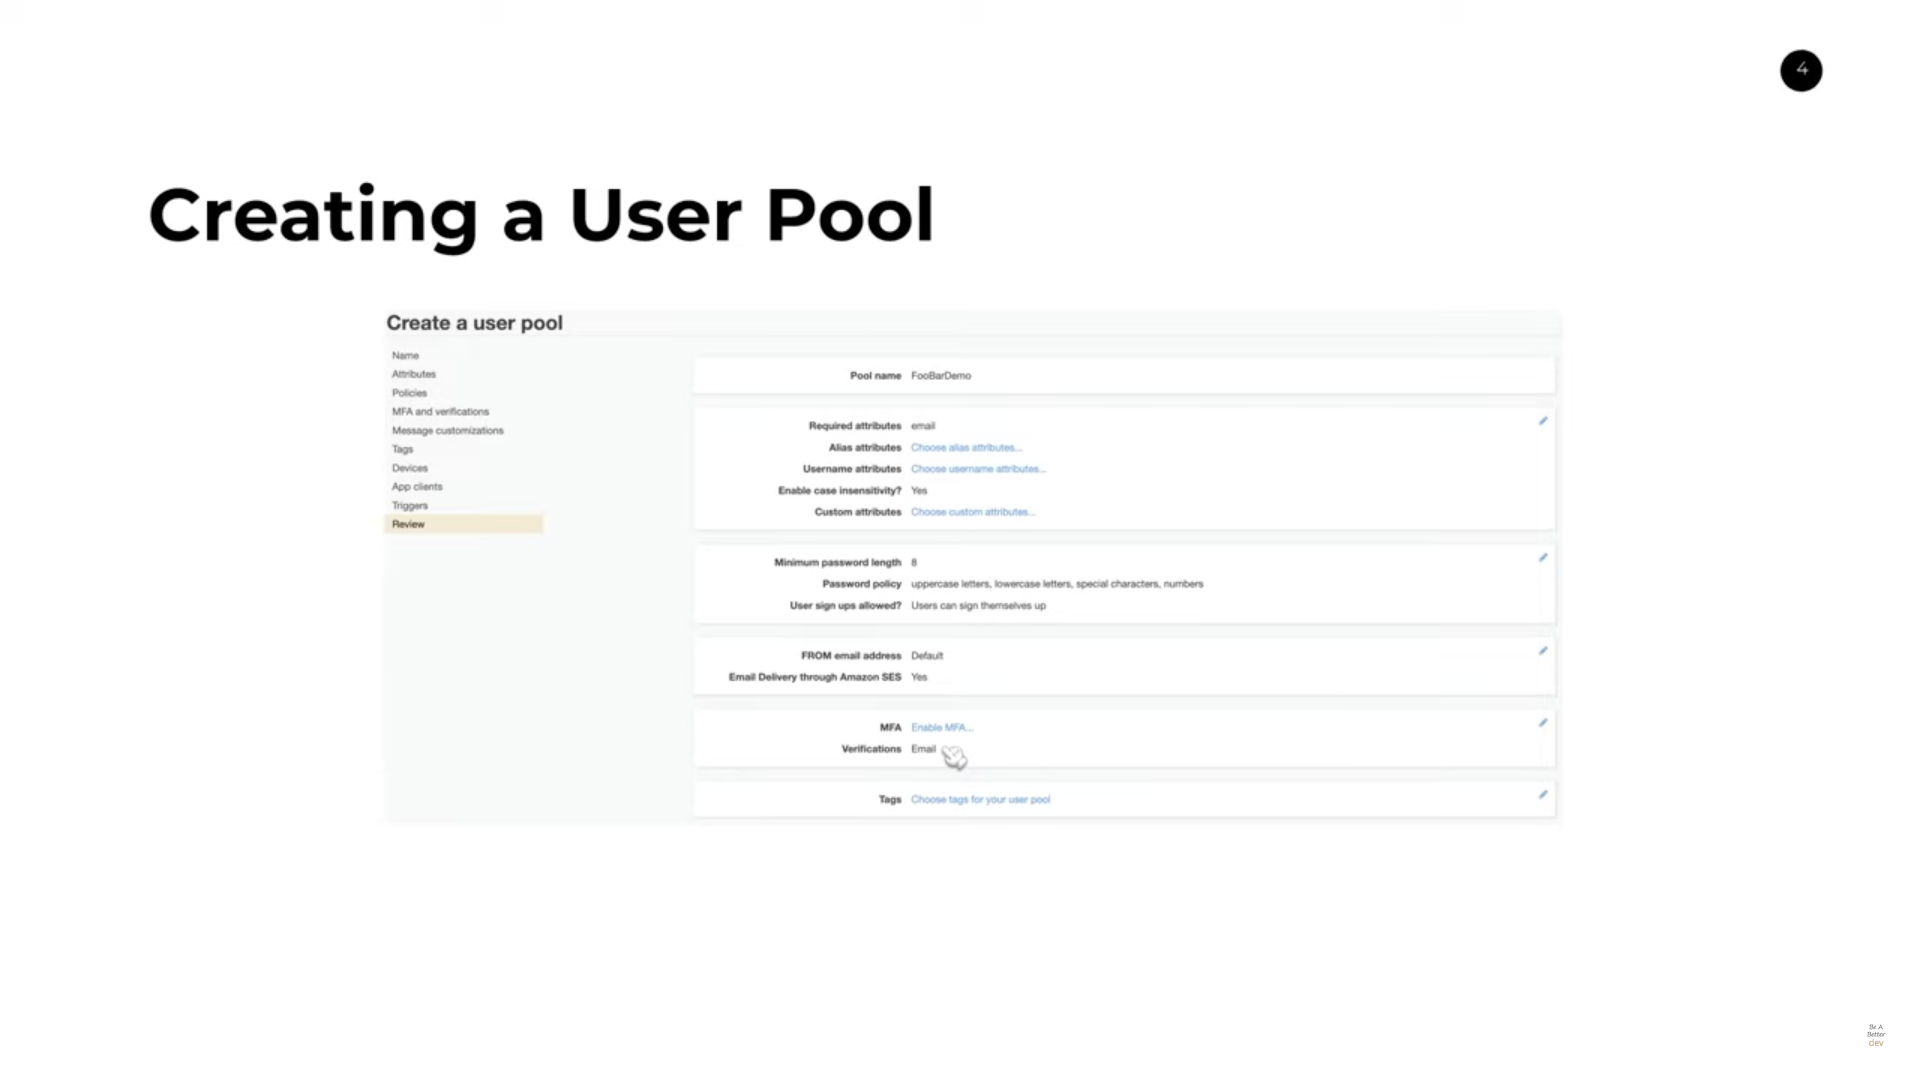 4
Creating a User Pool
Create a user pool
Name
Attributes
Policies
MFA and verifications
Message customizations
Tags
Devices
App clients
Triggers
Review
Pool name FooBarDemo
Required attributes email
Alias attributes Choose alias attributes...
Username attributes Choose username attributes...
Enable case insensitivity? Yes
Custom attributes Choose custom attributes...
Minimum password length 8
Password policy uppercase letters, lowercase letters, special characters, numbers
User sign ups allowed? Users can sign themselves up
FROM email address Default
Email Delivery through Amazon SES Yes
MFA Enable MFA...
Verifications Email
Tags Choose tags for your user pool
Be A
Better
dev